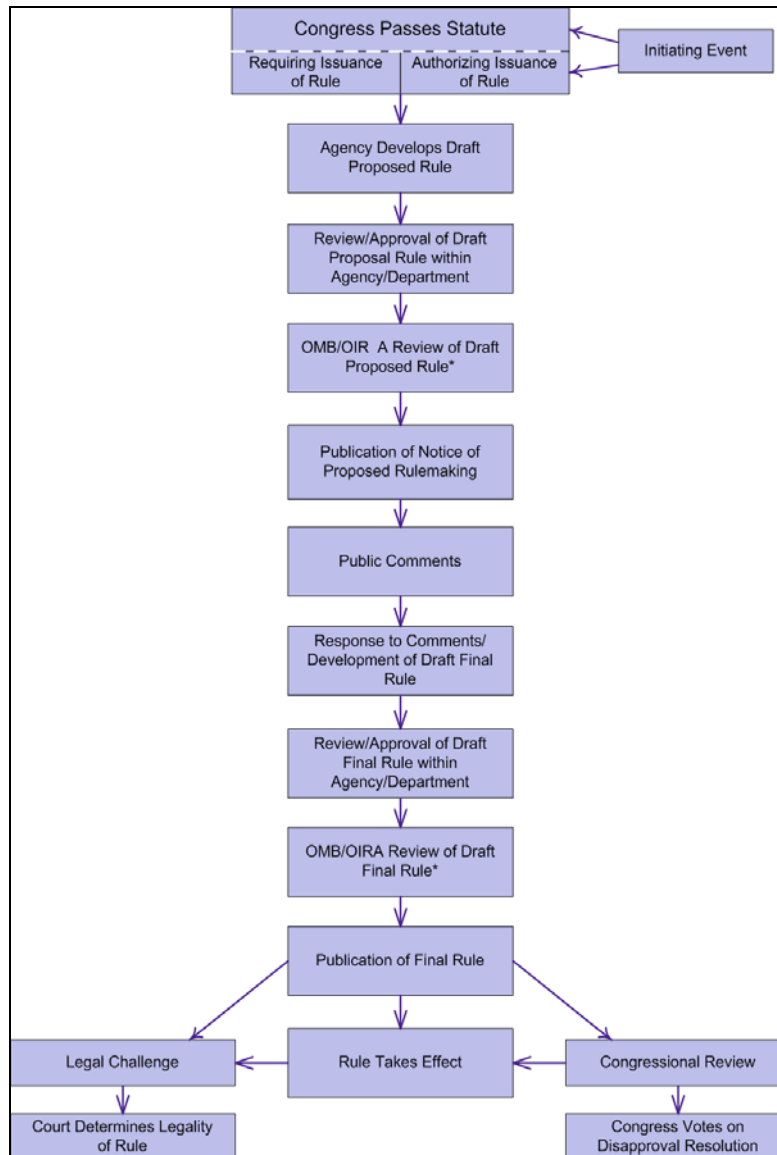 Congress Passes Statute
Requiring Issuance
of Rule
Authorizing Issuance
of Rule
Initiating Event
Agency Develops Draft
Proposed Rule
Review/Approval of Draft
Proposal Rule within
Agency/Department
OMB/OIR  A Review of Draft
Proposed Rule*
Publication of Notice of
Proposed Rulemaking
Public Comments
Response to Comments/
Development of Draft Final
Rule
Review/Approval of Draft
Final Rule within
Agency/Department
OMB/OIRA Review of Draft
Final Rule*
Publication of Final Rule
Legal Challenge
Rule Takes Effect
Congressional Review
Court Determines Legality
of Rule
Congress Votes on
Disapproval Resolution